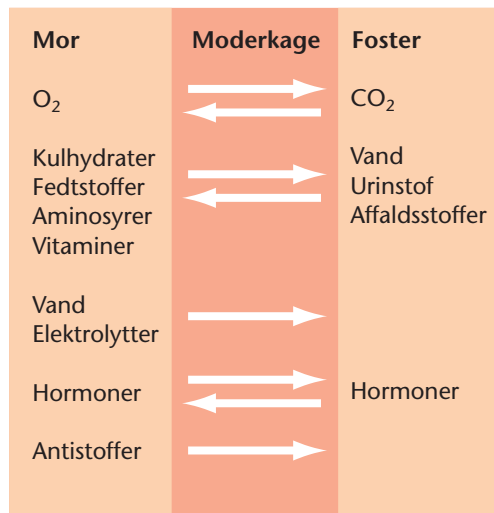 Mor Moderkage Foster
O₂ CO₂
Kulhydrater Vand
Fedtstoffer Urinstof
Aminosyrer Affaldsstoffer
Vitaminer
Vand
Elektrolytter
Hormoner Hormoner
Antistoffer